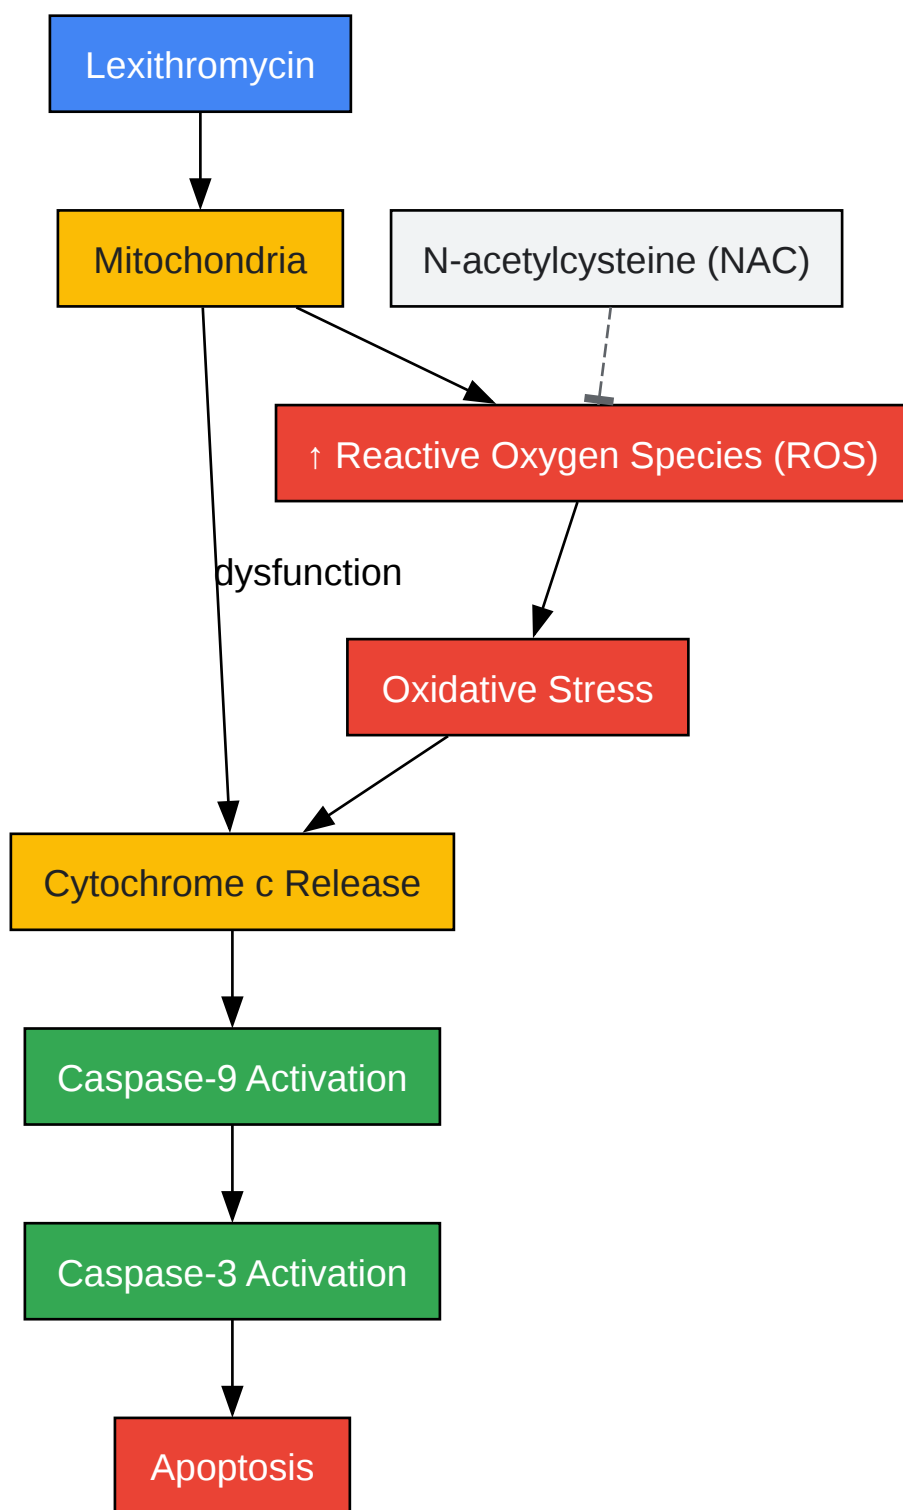 Lexithromycin
Mitochondria
N-acetylcysteine (NAC)
↑ Reactive Oxygen Species (ROS)
dysfunction
Oxidative Stress
Cytochrome c Release
Caspase-9 Activation
Caspase-3 Activation
Apoptosis